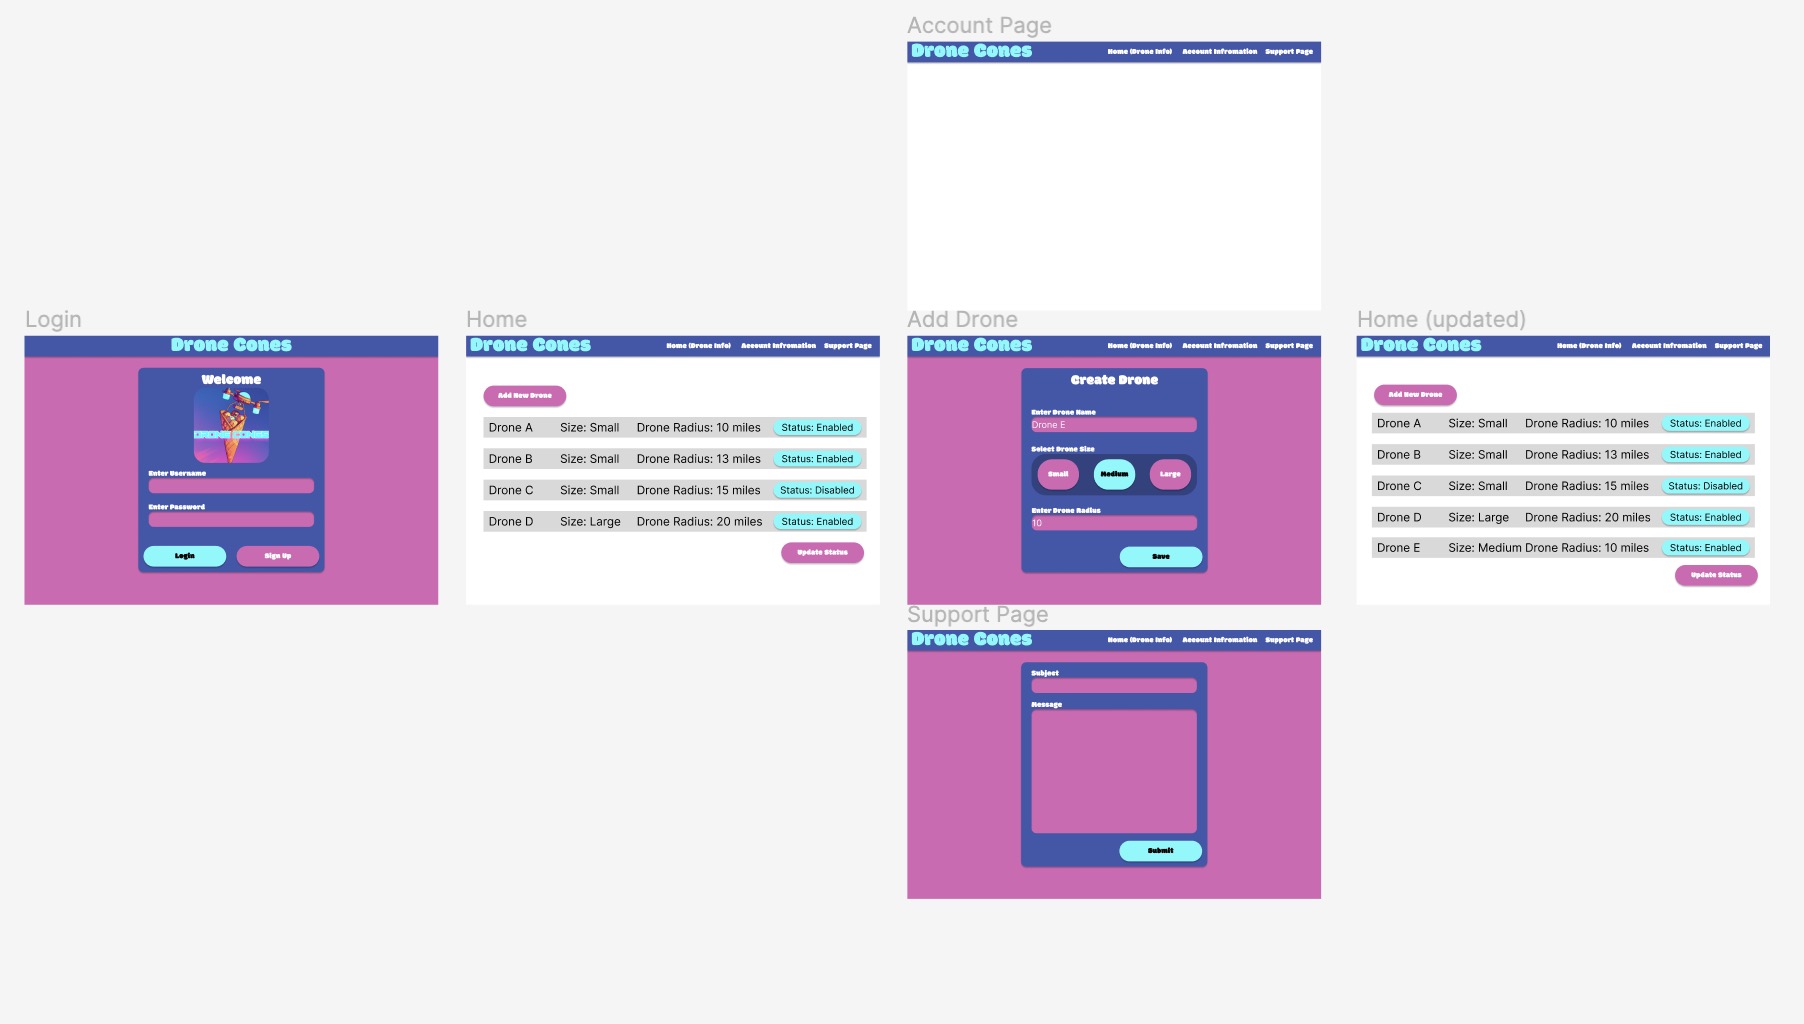 Account Page
Drone Cones Home (Drone Info) Account Infromation Support Page
Login
Drone Cones
Welcome
DRONE CONES
Enter Username
Enter Password
Login Sign Up
Home
Drone Cones Home (Drone Info) Account Infromation Support Page
Add New Drone
Drone A Size: Small Drone Radius: 10 miles Status: Enabled
Drone B Size: Small Drone Radius: 13 miles Status: Enabled
Drone C Size: Small Drone Radius: 15 miles Status: Disabled
Drone D Size: Large Drone Radius: 20 miles Status: Enabled
Update Status
Add Drone
Drone Cones Home (Drone Info) Account Infromation Support Page
Create Drone
Enter Drone Name
Drone E
Select Drone Size
Small Medium Large
Enter Drone Radius
10
Save
Home (updated)
Drone Cones Home (Drone Info) Account Infromation Support Page
Add New Drone
Drone A Size: Small Drone Radius: 10 miles Status: Enabled
Drone B Size: Small Drone Radius: 13 miles Status: Enabled
Drone C Size: Small Drone Radius: 15 miles Status: Disabled
Drone D Size: Large Drone Radius: 20 miles Status: Enabled
Drone E Size: Medium Drone Radius: 10 miles Status: Enabled
Update Status
Support Page
Drone Cones Home (Drone Info) Account Infromation Support Page
Subject
Message
Submit